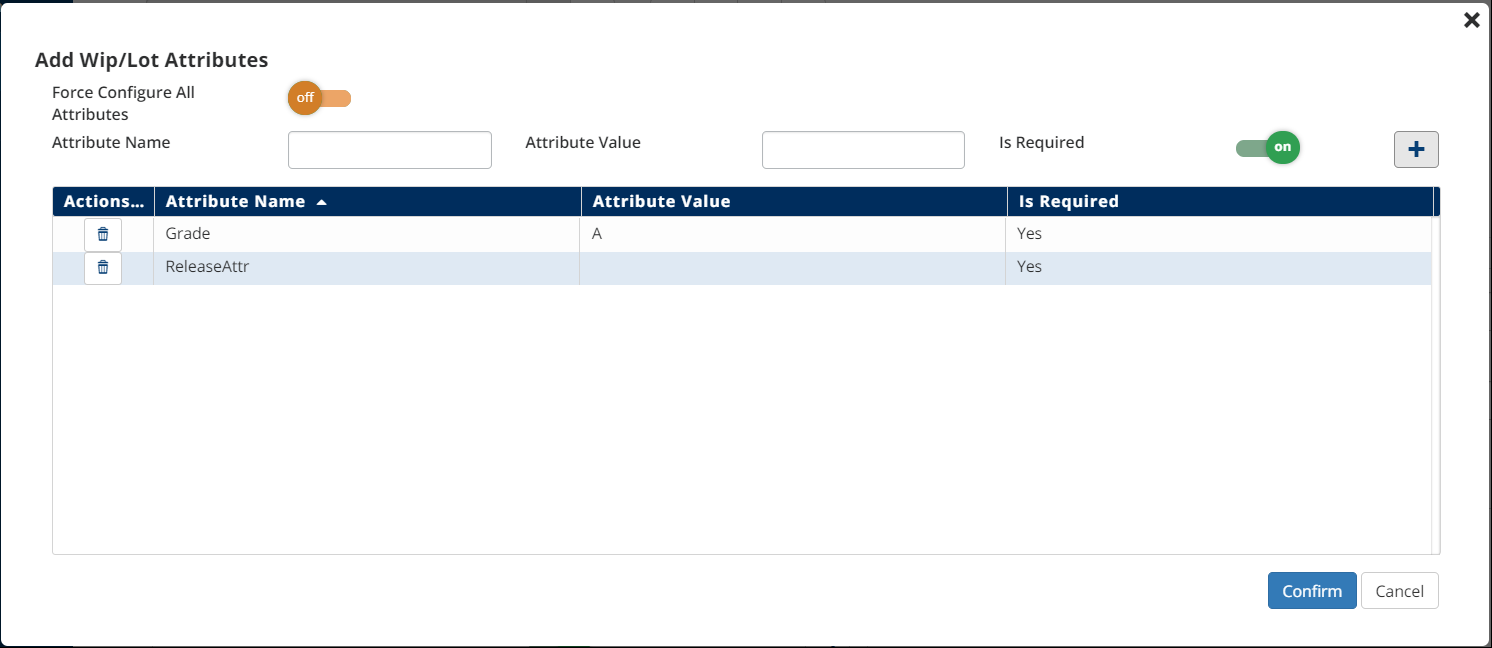 Add Wip/Lot Attributes
Force Configure All
Attributes
off
Attribute Name
Attribute Value
Is Required
on
Actions... Attribute Name Attribute Value Is Required
Grade A Yes
ReleaseAttr Yes
Confirm Cancel